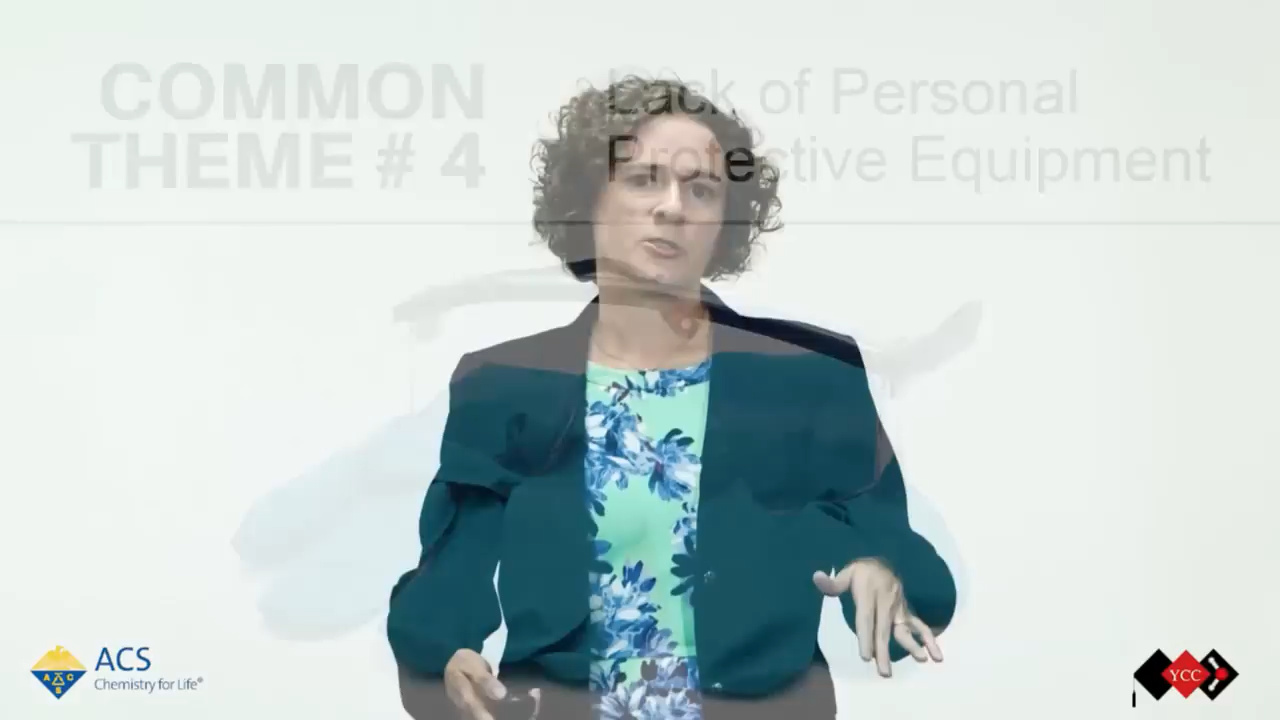 COMMON
THEME # 4
Lack of Personal
Protective Equipment
ACS
Chemistry for Life®
A C S
YCC